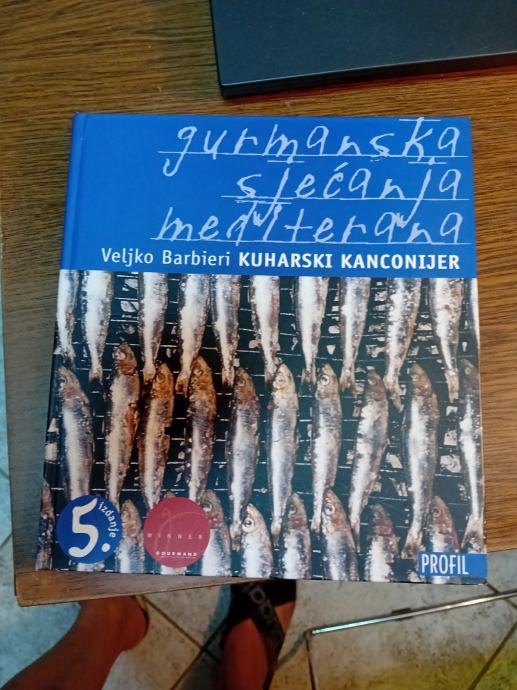 gurmanska
sjećanja
mediterana
Veljko Barbieri KUHARSKI KANCONIJER
5. izdanje
WINNER
GOURMAND
PROFIL